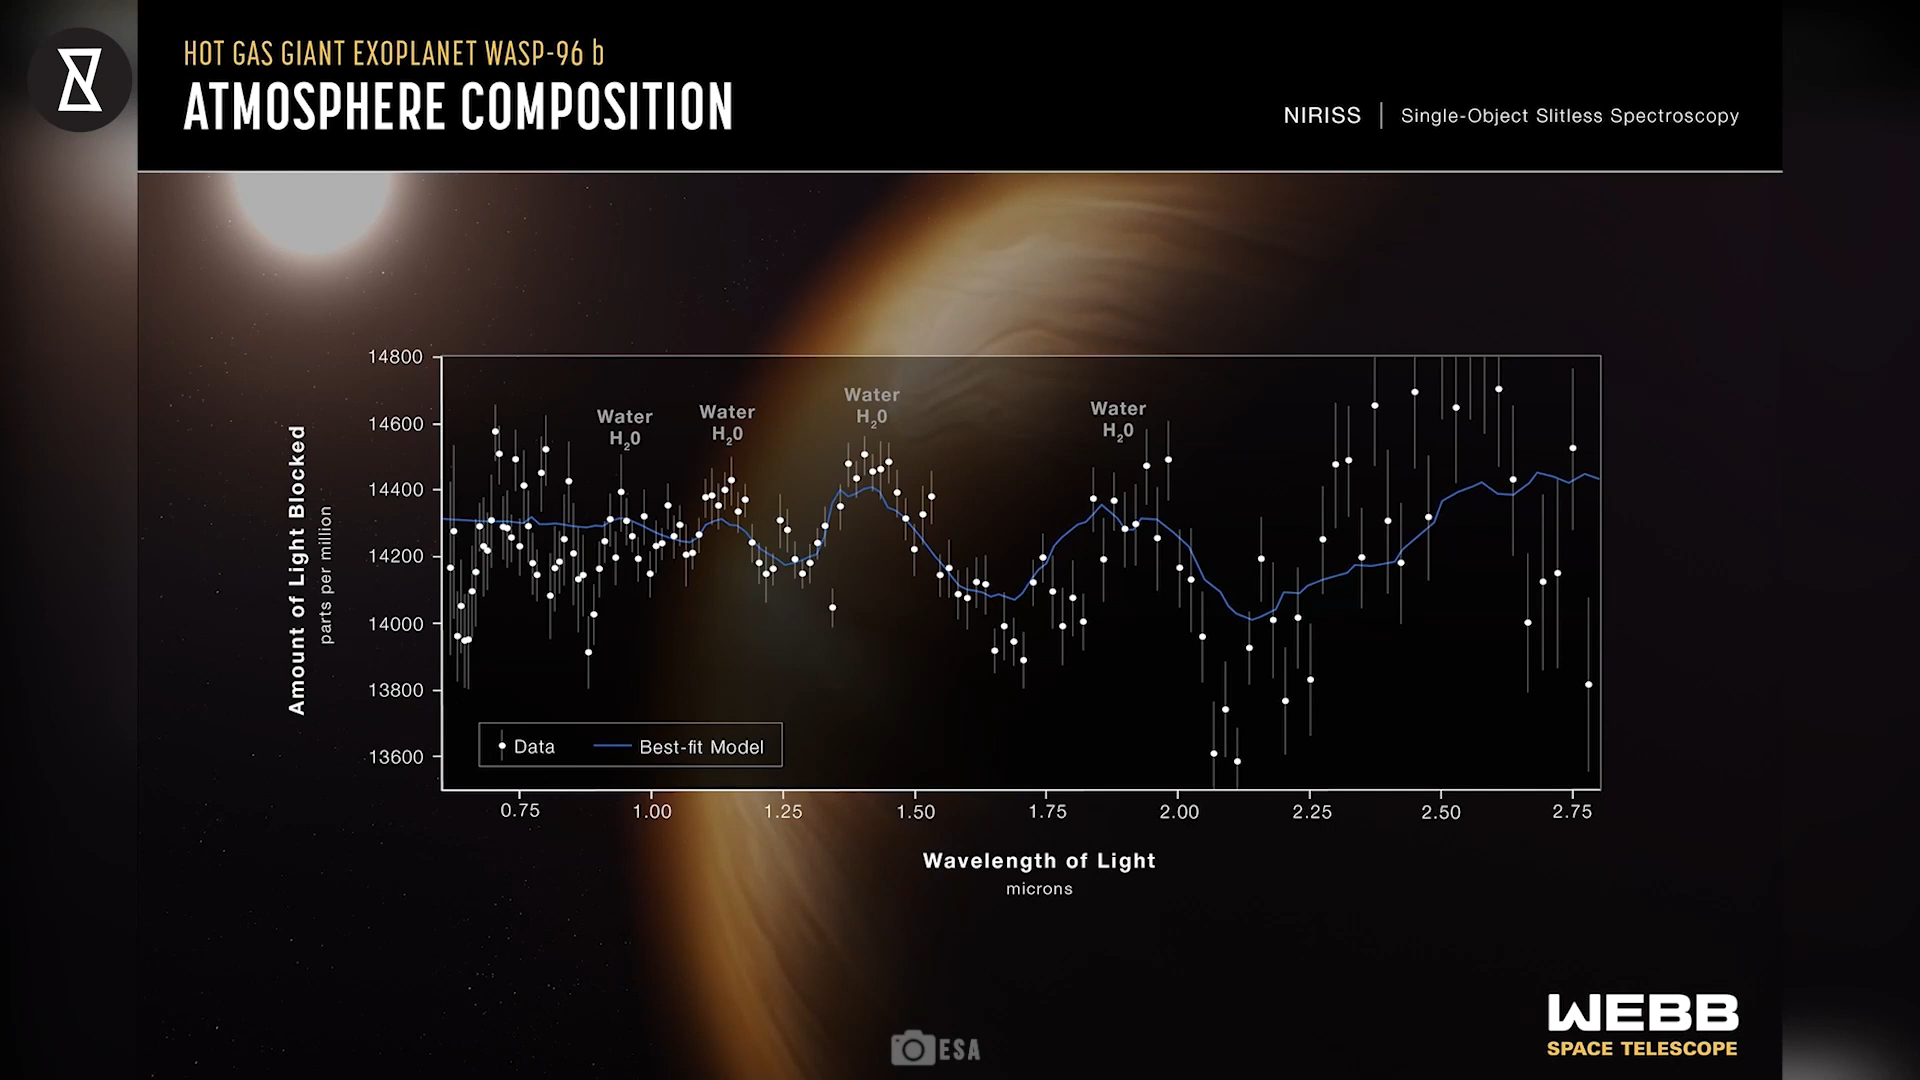 HOT GAS GIANT EXOPLANET WASP-96 b
ATMOSPHERE COMPOSITION
NIRISS | Single-Object Slitless Spectroscopy
Amount of Light Blocked
parts per million
14800
14600
14400
14200
14000
13800
13600
Water
H₂0
Water
H₂0
Water
H₂0
Water
H₂0
Data
Best-fit Model
0.75 1.00 1.25 1.50 1.75 2.00 2.25 2.50 2.75
Wavelength of Light
microns
ESA
WEBB
SPACE TELESCOPE